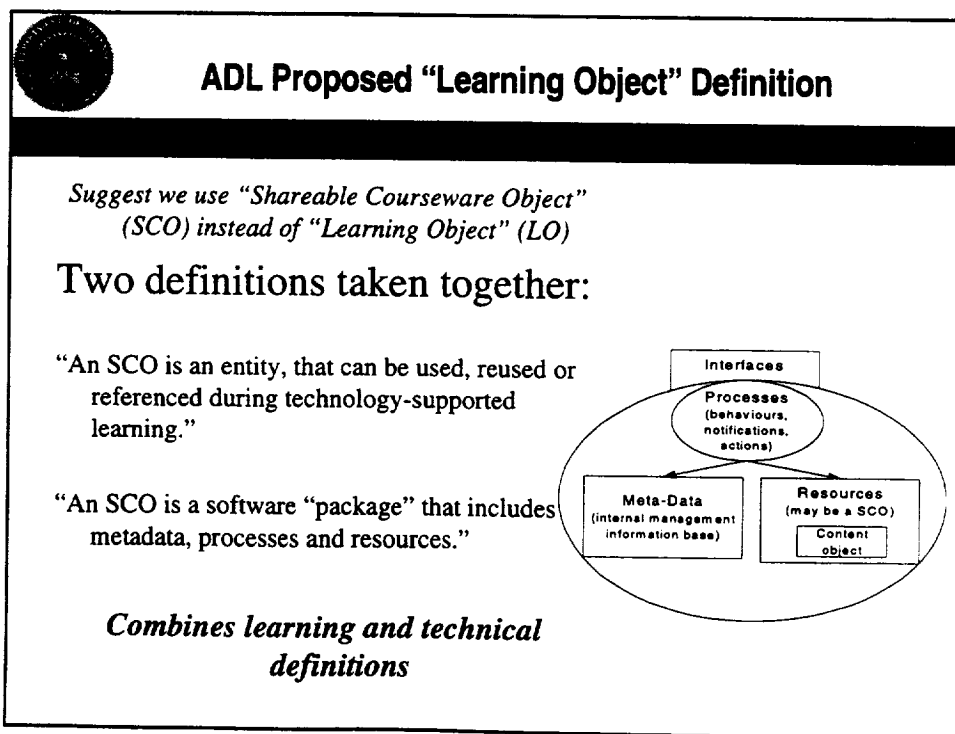 ADL Proposed “Learning Object” Definition
Suggest we use “Shareable Courseware Object”
(SCO) instead of “Learning Object” (LO)
Two definitions taken together:
“An SCO is an entity, that can be used, reused or
referenced during technology-supported
learning.”
“An SCO is a software “package” that includes
metadata, processes and resources.”
Combines learning and technical
definitions
Interfaces
Processes
(behaviours,
notifications,
actions)
Meta-Data
(internal management
information base)
Resources
(may be a SCO)
Content
object